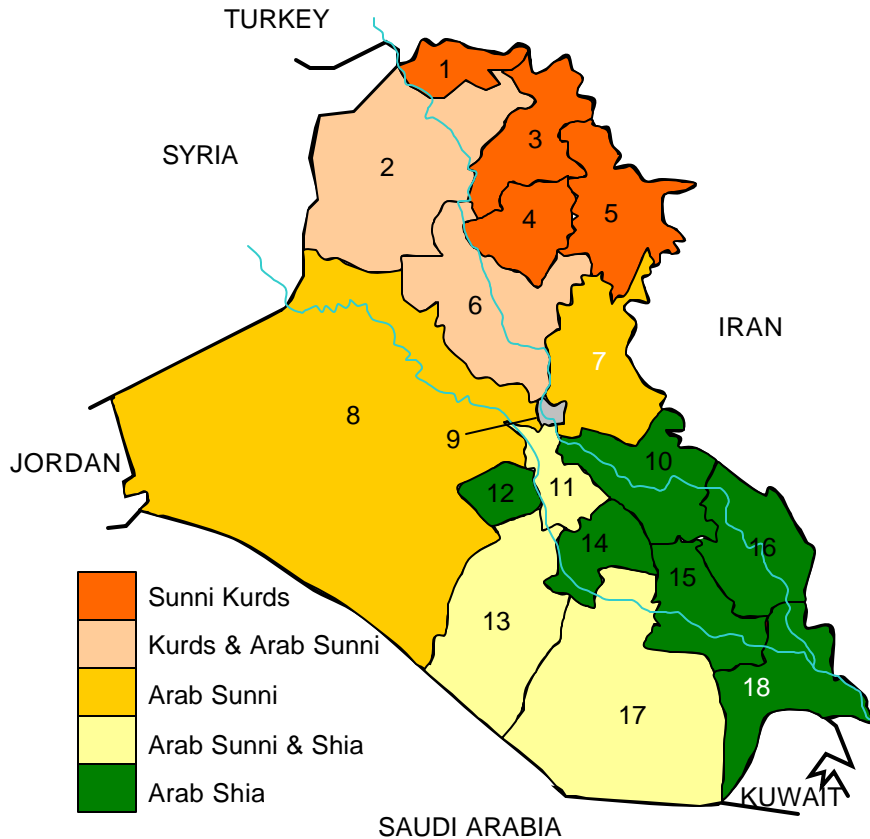 TURKEY
1
SYRIA
2
3
4
5
6
IRAN
7
8
9
JORDAN
10
12
11
14
16
15
Sunni Kurds
13
Kurds & Arab Sunni
18
Arab Sunni
17
Arab Sunni & Shia
Arab Shia
KUWAIT
SAUDI ARABIA